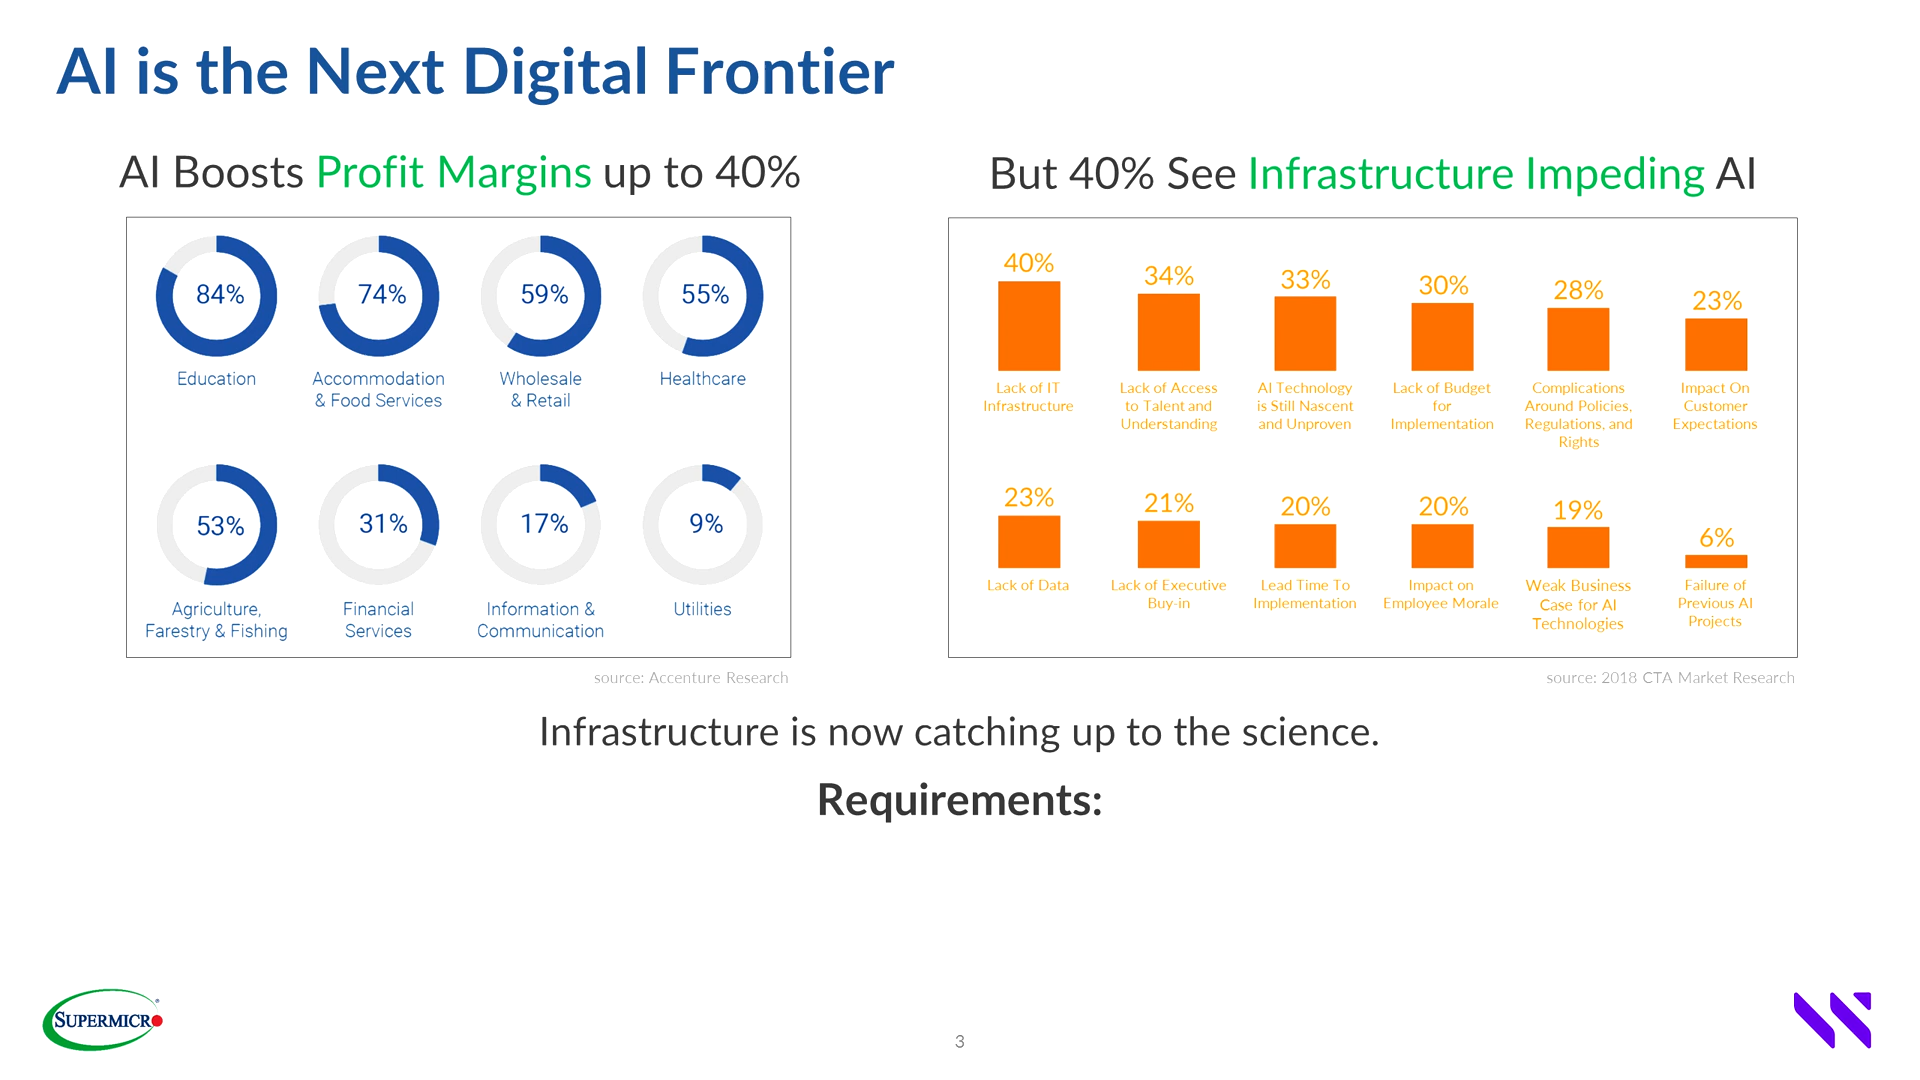 AI is the Next Digital Frontier
AI Boosts Profit Margins up to 40%
84%
74%
59%
55%
Education
Accommodation
& Food Services
Wholesale
& Retail
Healthcare
53%
31%
17%
9%
Agriculture,
Farestry & Fishing
Financial
Services
Information &
Communication
Utilities
source: Accenture Research
But 40% See Infrastructure Impeding AI
40%
34%
33%
30%
28%
23%
Lack of IT
Infrastructure
Lack of Access
to Talent and
Understanding
AI Technology
is Still Nascent
and Unproven
Lack of Budget
for
Implementation
Complications
Around Policies,
Regulations, and
Rights
Impact On
Customer
Expectations
23%
21%
20%
20%
19%
6%
Lack of Data
Lack of Executive
Buy-in
Lead Time To
Implementation
Impact on
Employee Morale
Weak Business
Case for AI
Technologies
Failure of
Previous AI
Projects
source: 2018 CTA Market Research
Infrastructure is now catching up to the science.
Requirements:
SUPERMICRO®
3